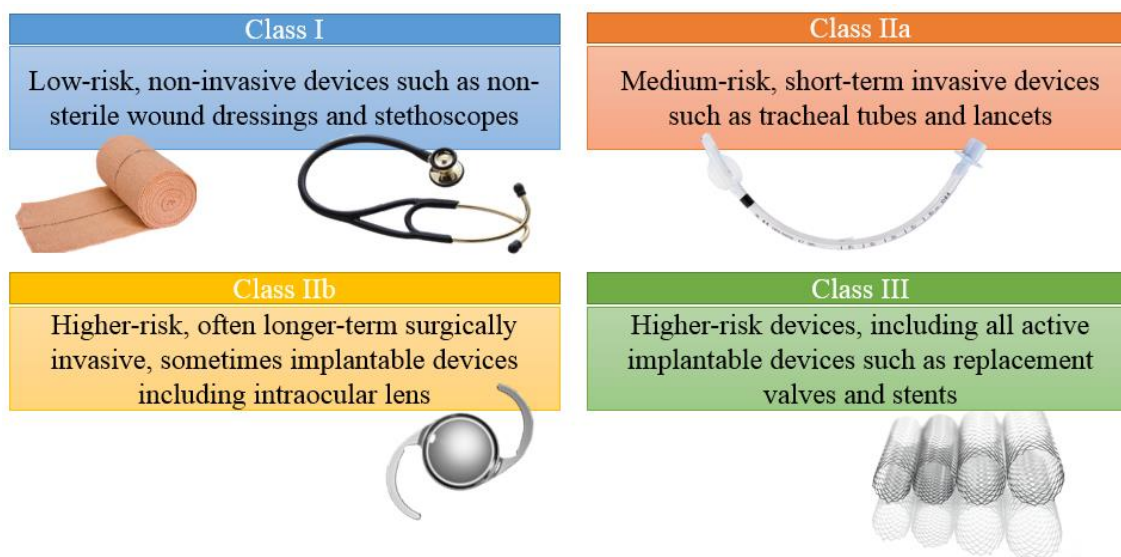 Class I
Low-risk, non-invasive devices such as non-
sterile wound dressings and stethoscopes
Class IIa
Medium-risk, short-term invasive devices
such as tracheal tubes and lancets
Class IIb
Higher-risk, often longer-term surgically
invasive, sometimes implantable devices
including intraocular lens
Class III
Higher-risk devices, including all active
implantable devices such as replacement
valves and stents